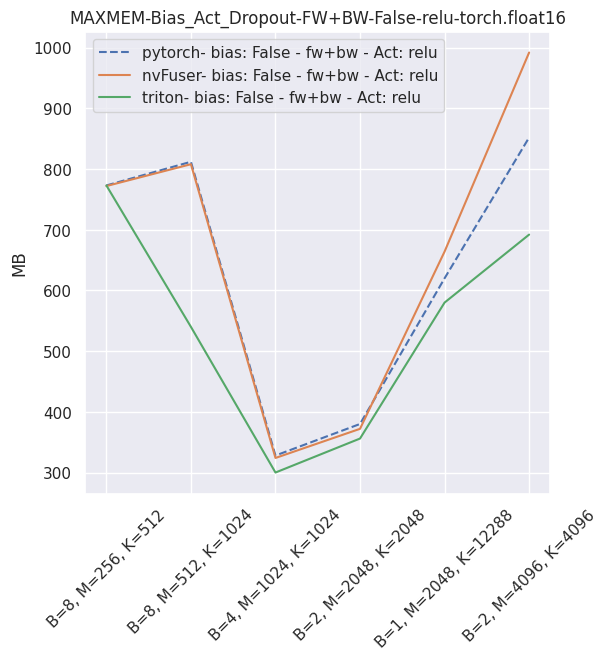 MAXMEM-Bias_Act_Dropout-FW+BW-False-relu-torch.float16
pytorch- bias: False - fw+bw - Act: relu
nvFuser- bias: False - fw+bw - Act: relu
triton- bias: False - fw+bw - Act: relu
MB
1000
900
800
700
600
500
400
300
B=8, M=256, K=512
B=8, M=512, K=1024
B=4, M=1024, K=1024
B=2, M=2048, K=2048
B=1, M=2048, K=12288
B=2, M=4096, K=4096